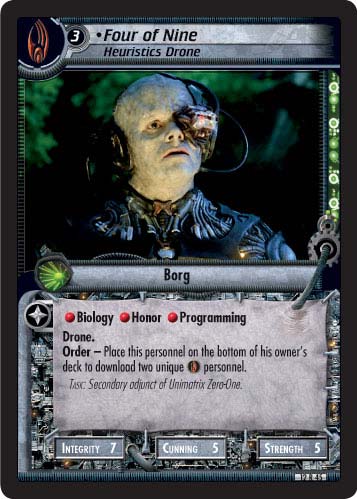 3
•Four of Nine
Heuristics Drone
Borg
Biology Honor Programming
Drone.
Order – Place this personnel on the bottom of his owner's
deck to download two unique personnel.
Task: Secondary adjunct of Unimatrix Zero-One.
Integrity 7 Cunning 5 Strength 5
12 R 45